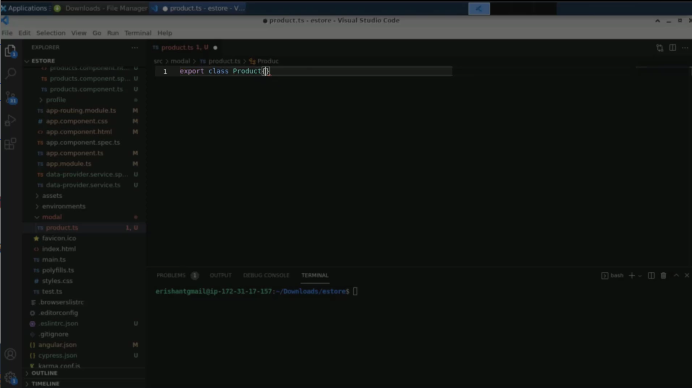 Applications
Downloads - File Manager
product.ts - estore - V...
product.ts - estore - Visual Studio Code
File Edit Selection View Go Run Terminal Help
EXPLORER
product.ts 1, U
ESTORE
src > modal > product.ts > Produc
1 export class Product{}
products.component.sp...
products.component.ts
profile
app-routing.module.ts M
app.component.css M
app.component.html M
app.component.spec.ts
app.component.ts M
app.module.ts M
data-provider.service.sp... U
data-provider.service.ts U
assets
environments
modal
product.ts 1, U
favicon.ico
index.html
main.ts
polyfills.ts
styles.css
test.ts
.browserslistrc
.editorconfig
.eslintrc.json U
.gitignore
angular.json M
cypress.json U
karma.conf.js
OUTLINE
TIMELINE
PROBLEMS OUTPUT DEBUG CONSOLE TERMINAL
bash
erishantgmail@ip-172-31-17-157:~/Downloads/estore$